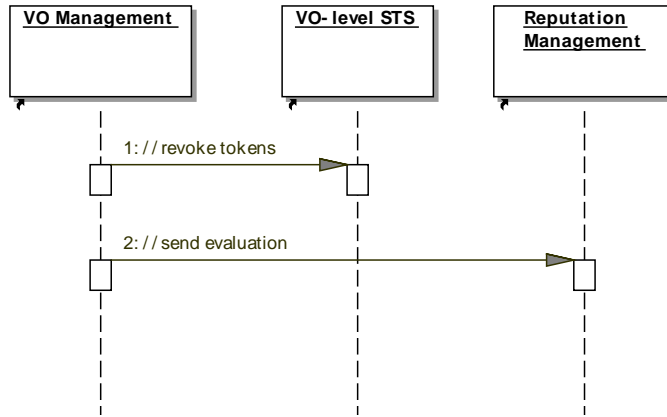 VO Management
VO- level STS
Reputation
Management
1: // revoke tokens
2: // send evaluation